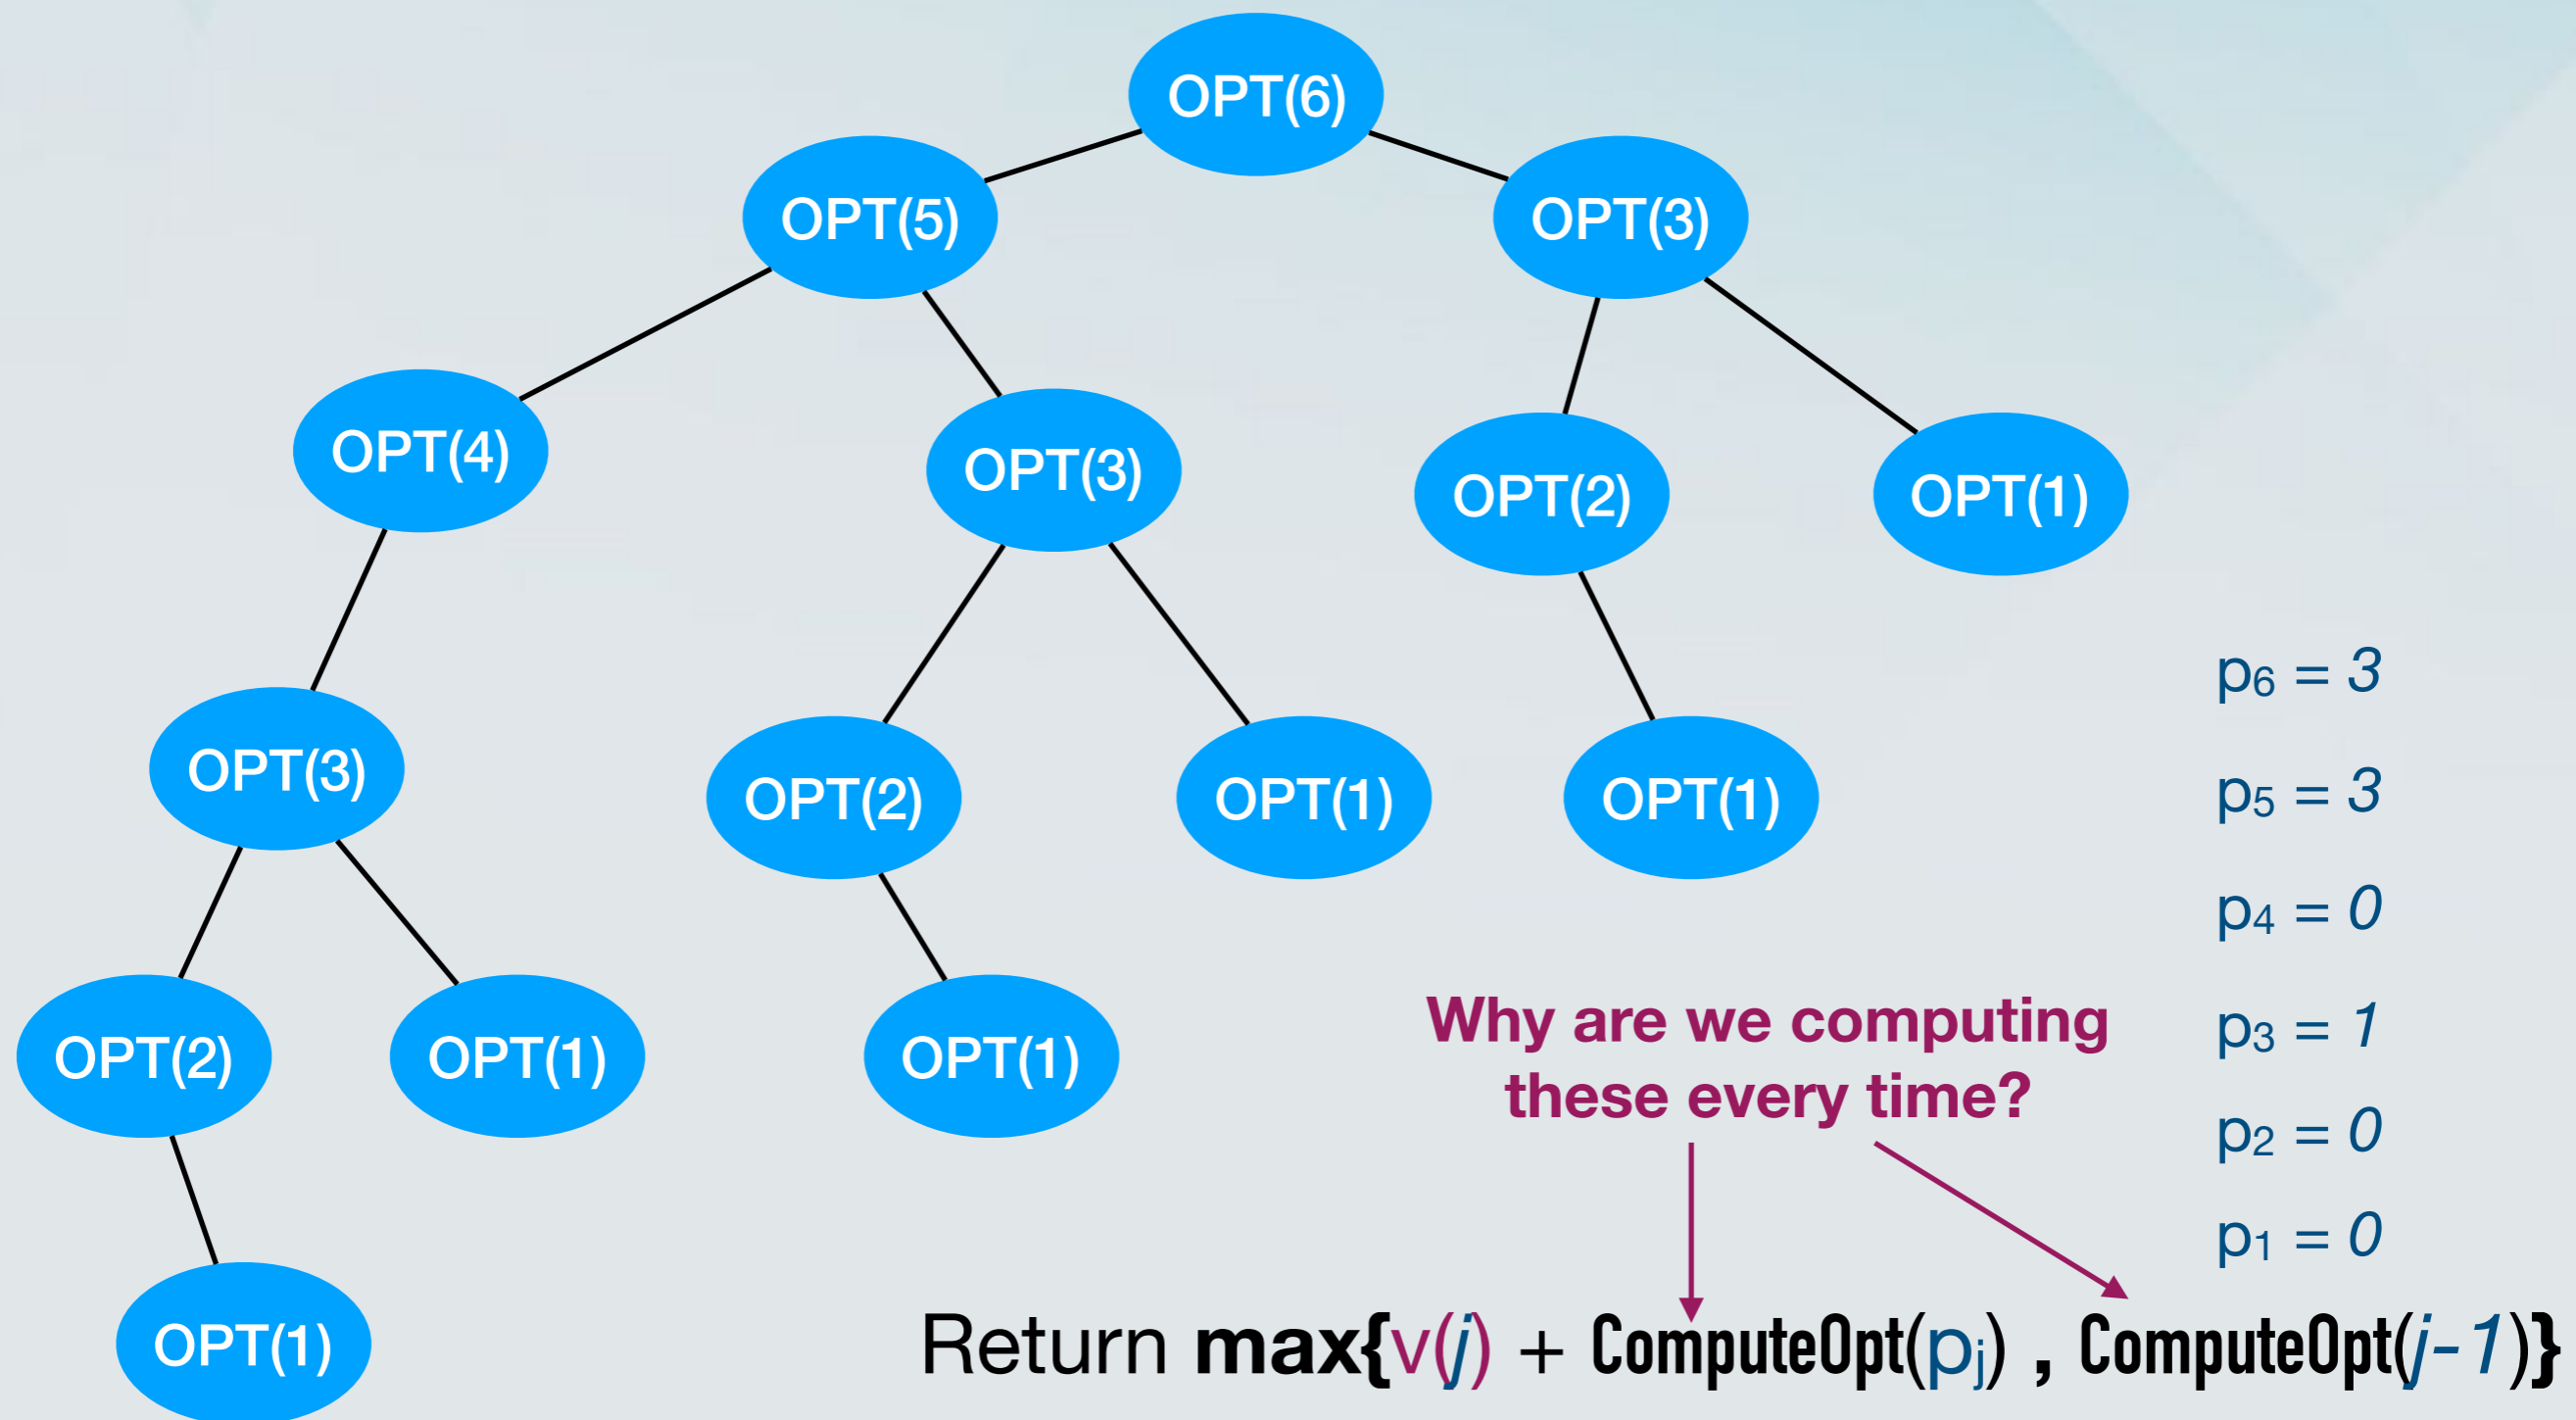 OPT(6)
OPT(5)
OPT(3)
OPT(4)
OPT(3)
OPT(2)
OPT(1)
OPT(3)
OPT(2)
OPT(1)
OPT(1)
OPT(2)
OPT(1)
OPT(1)
OPT(1)
p₆ = 3
p₅ = 3
p₄ = 0
p₃ = 1
p₂ = 0
p₁ = 0
Why are we computing
these every time?
Return max{v(j) + ComputeOpt(pⱼ) , ComputeOpt(j-1)}